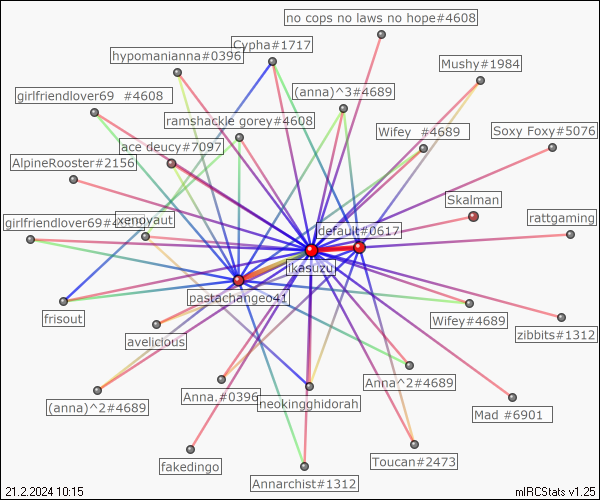 no cops no laws no hope#4608
Cypha#1717
hypomanianna#0396
Mushy#1984
(anna)^3#4689
girlfriendlover69 #4608
ramshackle gorey#4608
Wifey #4689
Soxy Foxy#5076
ace deucy#7097
AlpineRooster#2156
Skalman
rattgaming
girlfriendlover69#4
xenoyaut
default#0617
ikasuzu
pastachangeo41
frisout
Wifey#4689
zibbits#1312
avelicious
Anna^2#4689
Anna.#0396
neokingghidorah
(anna)^2#4689
Mad #6901
fakedingo
Toucan#2473
Annarchist#1312
21.2.2024 10:15
mIRCStats v1.25